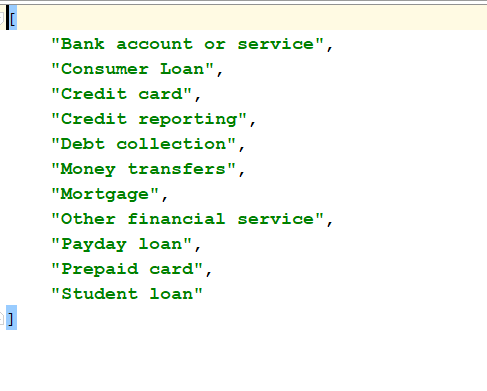 [
    "Bank account or service",
    "Consumer Loan",
    "Credit card",
    "Credit reporting",
    "Debt collection",
    "Money transfers",
    "Mortgage",
    "Other financial service",
    "Payday loan",
    "Prepaid card",
    "Student loan"
]